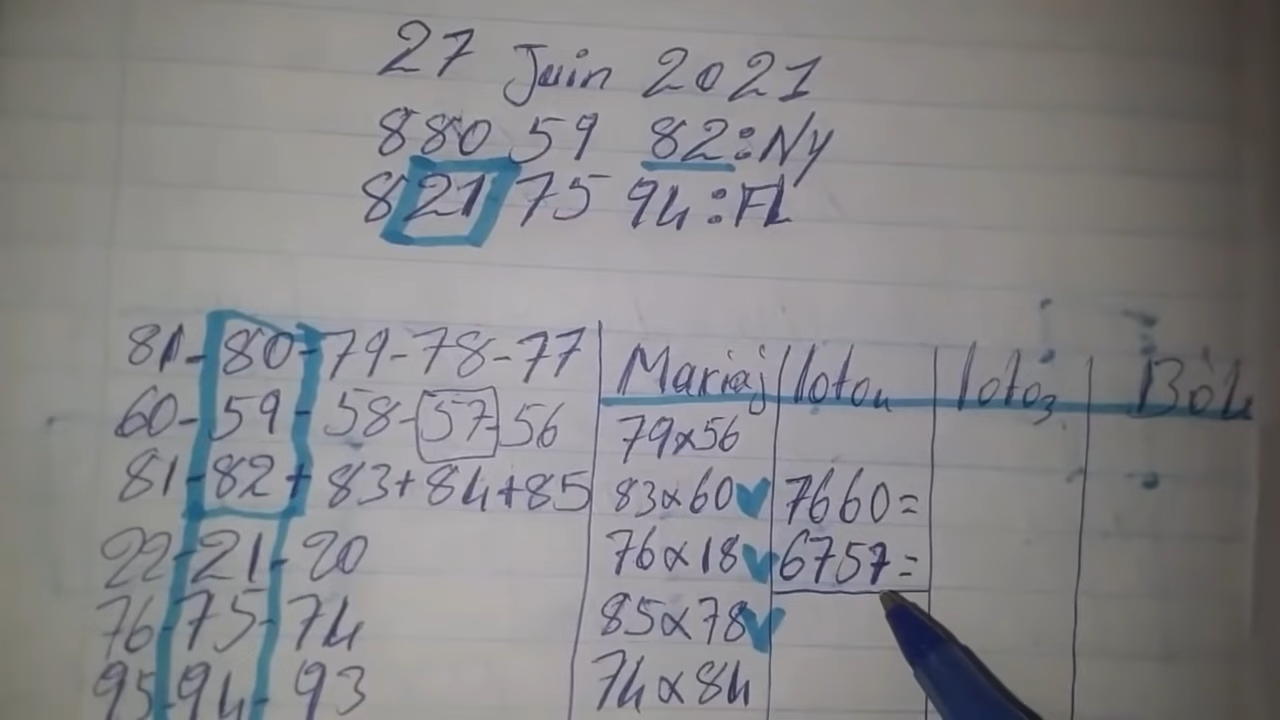 27 Juin 2021
880 59 82:Ny
821 75 94:FL
81-80-79-78-77
60-59-58-57-56
81-82+83+84+85
22-21-20
76-75-74
95-94-93
Mariaj loto4 loto3
79x56
83x60 7660=
76x18 6757=
85x78
74x84